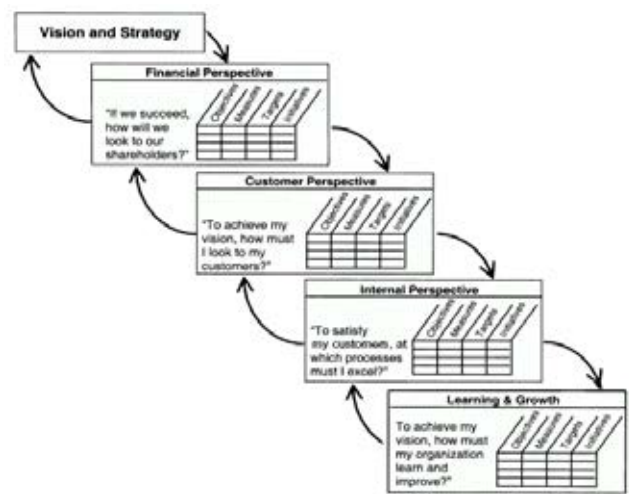 Vision and Strategy
Financial Perspective
"If we succeed,
how will we
look to our
shareholders?"
Objectives
Measures
Targets
Initiatives
Customer Perspective
"To achieve my
vision, how must
I look to my
customers?"
Objectives
Measures
Targets
Initiatives
Internal Perspective
"To satisfy
my customers, at
which processes
must I excel?"
Objectives
Measures
Targets
Initiatives
Learning & Growth
To achieve my
vision, how must
my organization
learn and
improve?"
Objectives
Measures
Targets
Initiatives